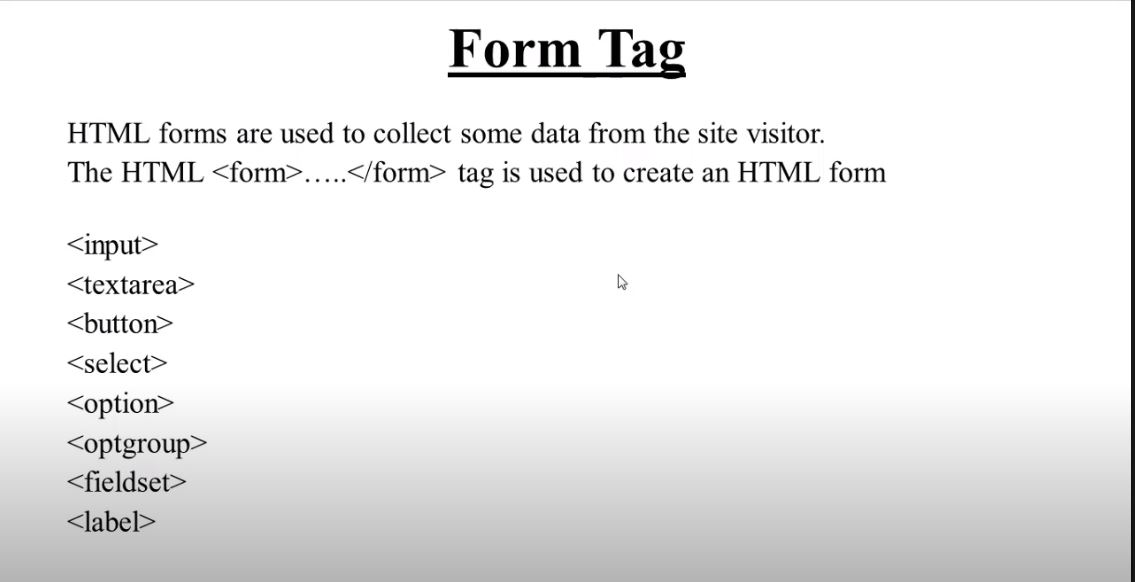 Form Tag
HTML forms are used to collect some data from the site visitor.
The HTML <form>.....</form> tag is used to create an HTML form
<input>
<textarea>
<button>
<select>
<option>
<optgroup>
<fieldset>
<label>